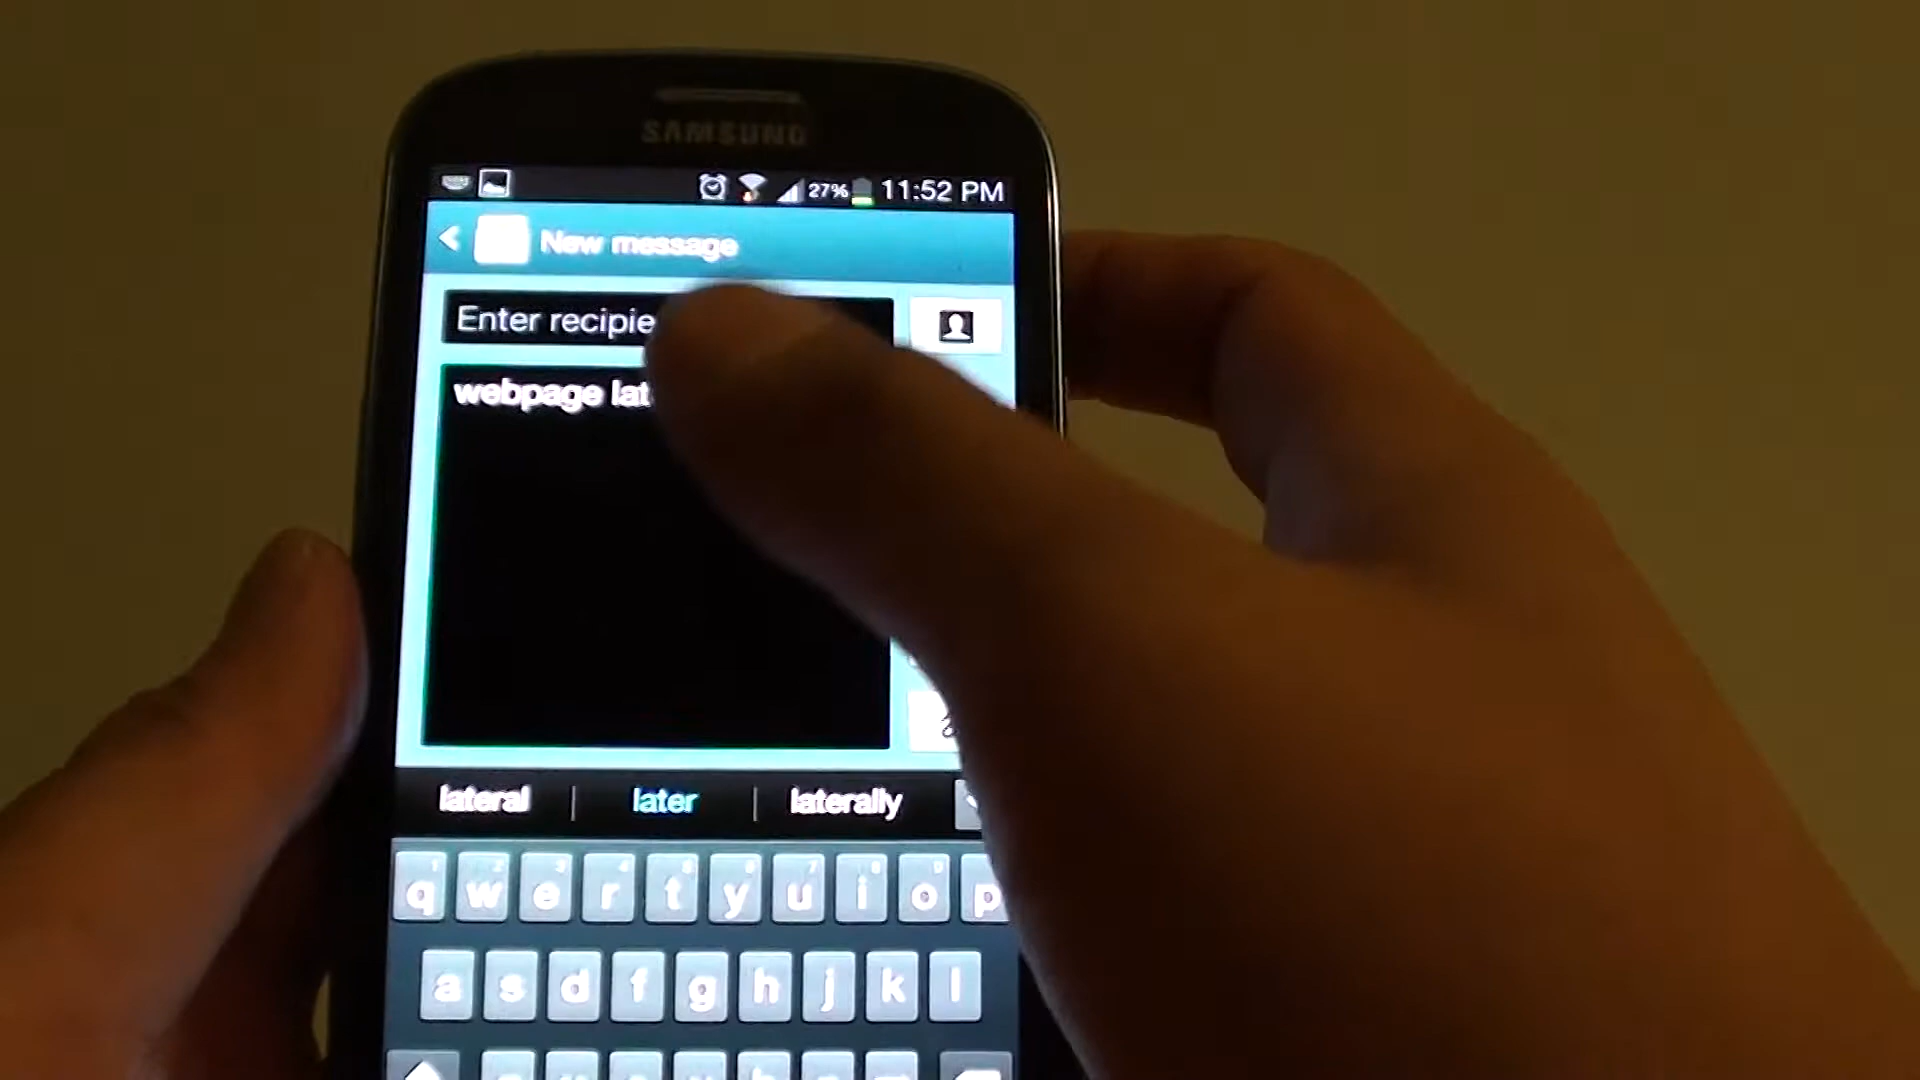 SAMSUNG
27% 11:52 PM
New message
Enter recipie
webpage lat
lateral later laterally
q w e r t y u i o p
a s d f g h j k l